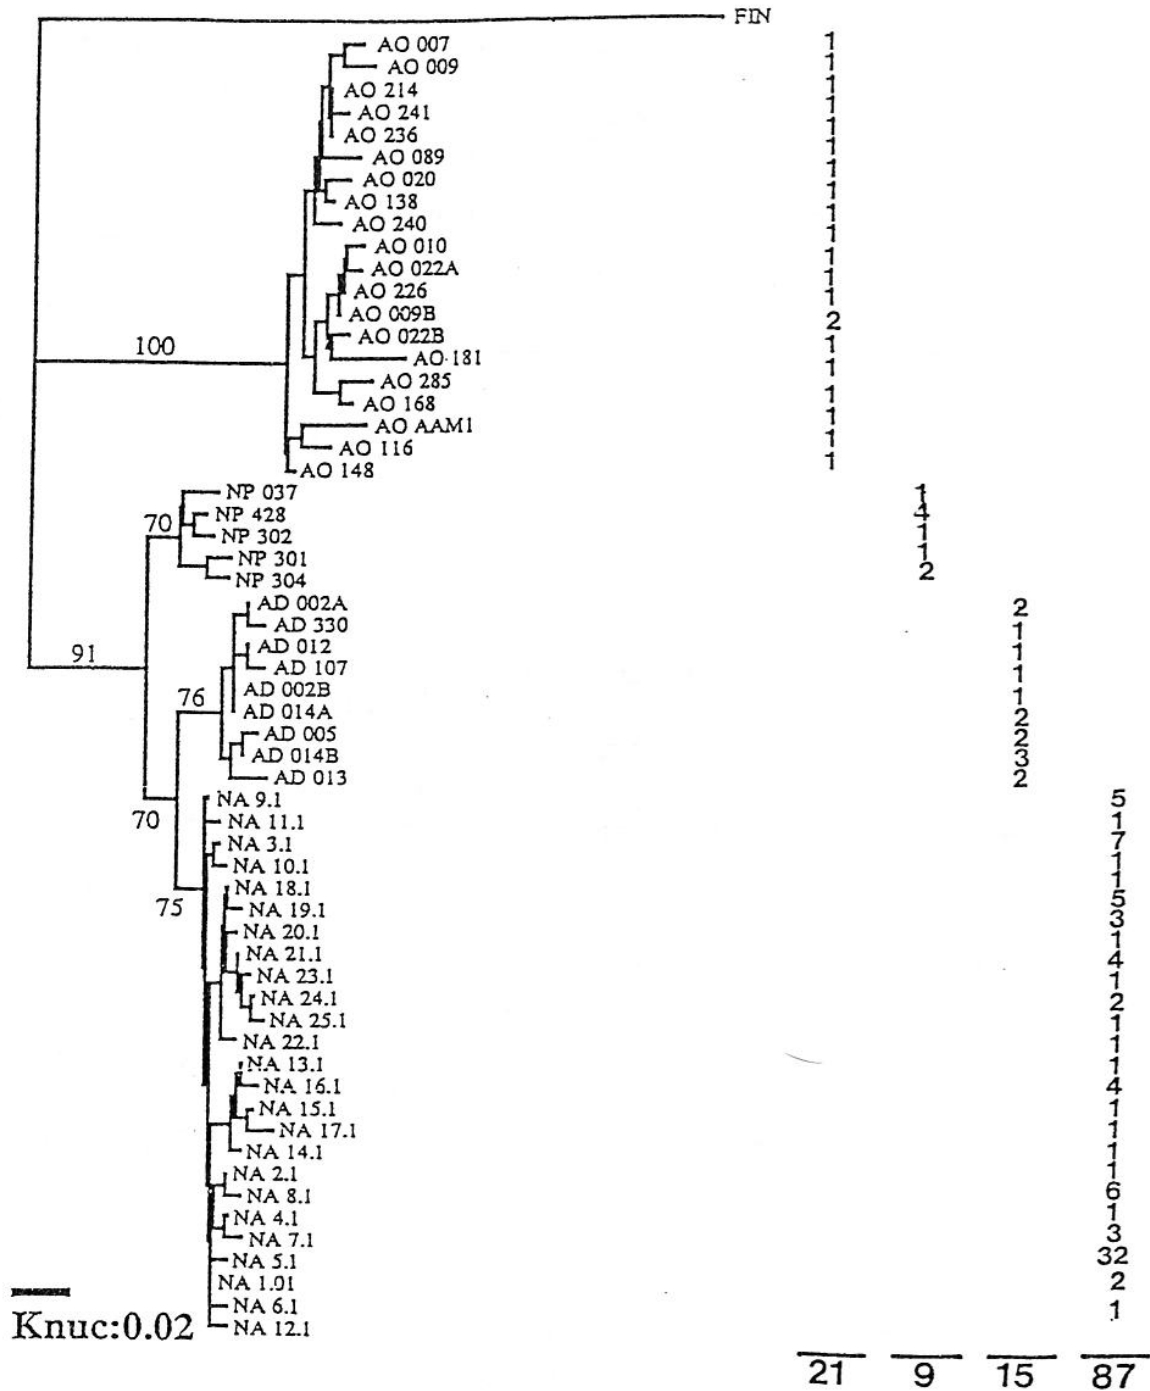 FIN
AO 007 1
AO 009 1
AO 214 1
AO 241 1
AO 236 1
AO 089 1
AO 020 1
AO 138 1
AO 240 1
AO 010 1
AO 022A 1
AO 226 1
AO 009B 1
AO 022B 2
100
AO 181 1
AO 285 1
AO 168 1
AO AAM1 1
AO 116 1
AO 148 1
NP 037 1
NP 428 4
70
NP 302 1
NP 301 1
NP 304 2
AD 002A 2
AD 330 1
AD 012 1
91
AD 107 1
AD 002B 1
76
AD 014A 2
AD 005 2
AD 014B 3
AD 013 2
NA 9.1 5
70
NA 11.1 1
NA 3.1 7
NA 10.1 1
NA 18.1 1
75
NA 19.1 5
NA 20.1 3
NA 21.1 1
NA 23.1 4
NA 24.1 1
NA 25.1 2
NA 22.1 1
NA 13.1 1
NA 16.1 1
NA 15.1 4
NA 17.1 1
NA 14.1 1
NA 2.1 1
NA 8.1 1
NA 4.1 6
NA 7.1 1
NA 5.1 3
NA 1.01 32
NA 6.1 2
NA 12.1 1
Knuc:0.02
21 9 15 87